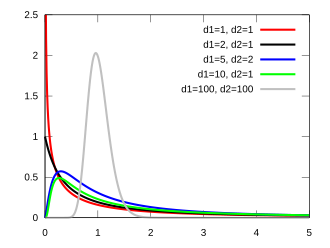 2.5
2
1.5
1
0.5
0
0
1
2
3
4
5
d1=1, d2=1
d1=2, d2=1
d1=5, d2=2
d1=10, d2=1
d1=100, d2=100